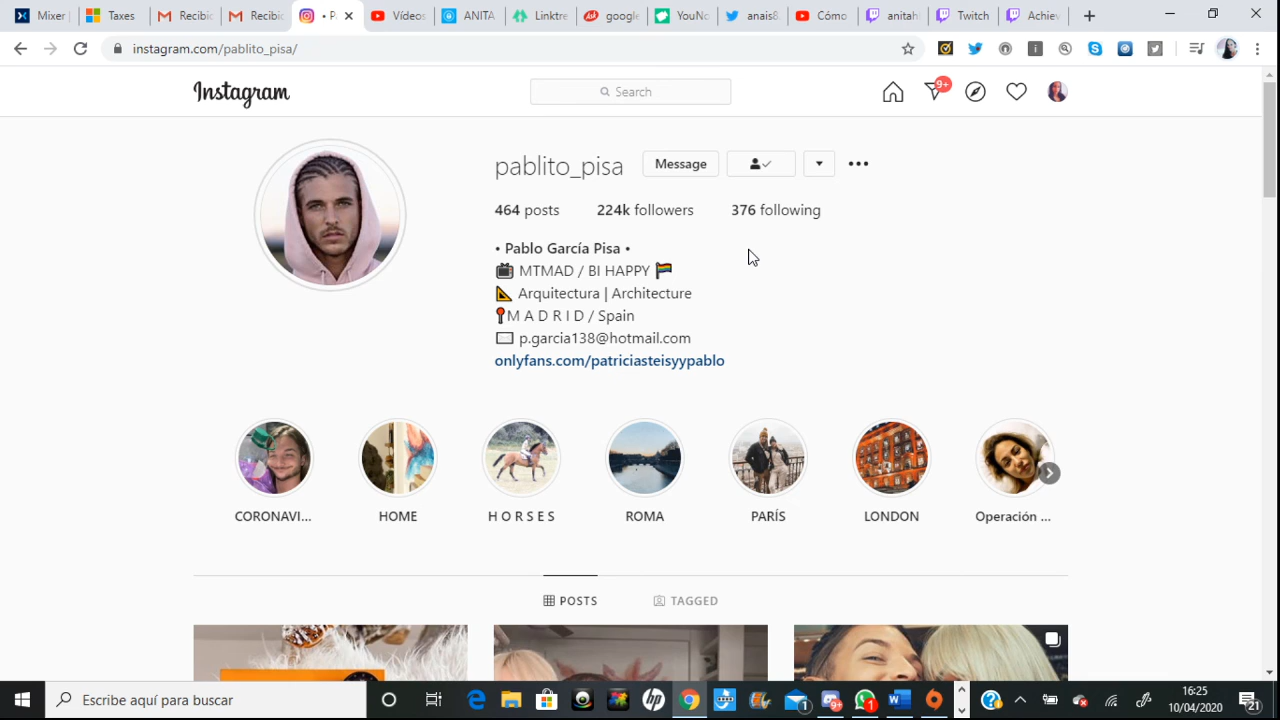 Mixer
Taxes
Recibid
Recibid
• P
Vídeos
ANITA
Linktre
google
YouNo
anais8
Cómo
anitah
Twitch
Achiev
instagram.com/pablito_pisa/
Instagram
Search
9+
pablito_pisa
Message
464 posts 224k followers 376 following
• Pablo García Pisa •
MTMAD / BI HAPPY
Arquitectura | Architecture
M A D R I D / Spain
p.garcia138@hotmail.com
onlyfans.com/patriciasteisyypablo
CORONAVI... HOME H O R S E S ROMA PARÍS LONDON Operación ...
POSTS TAGGED
Escribe aquí para buscar
16:25
10/04/2020
21